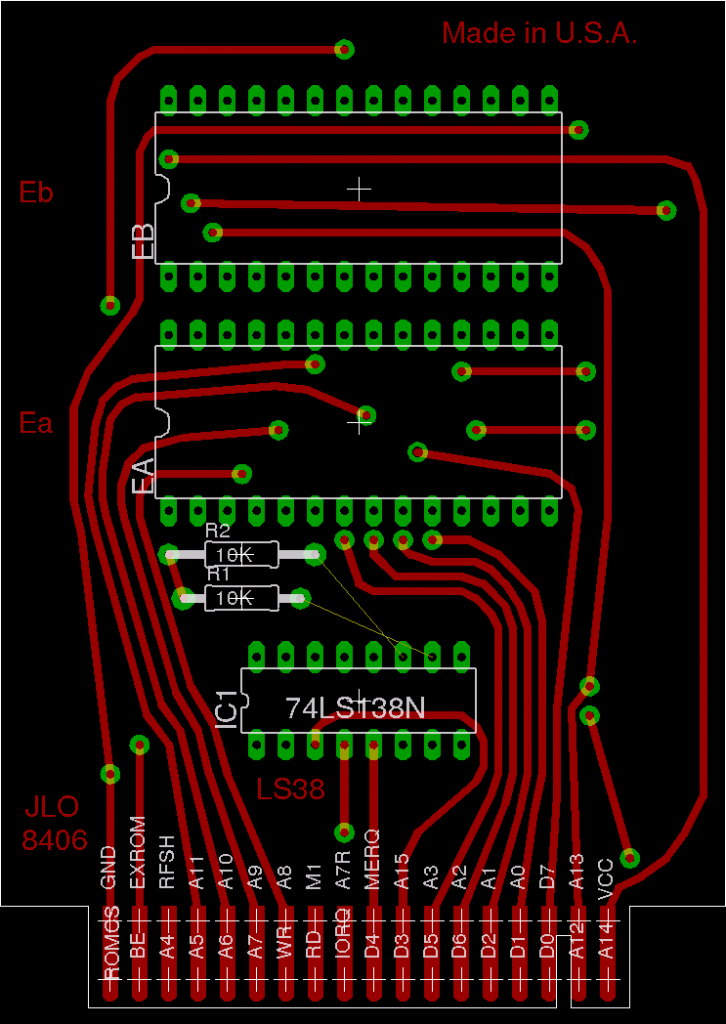 Made in U.S.A.
Eb
EB
Ea
EA
R2
10K
R1
10K
IC1
74LS138N
LS38
JLO
8406
GND
EXROM
RFSH
A11
A10
A9
A8
M1
A7R
MERQ
A15
A3
A2
A1
A0
D7
A13
VCC
ROMCS
BE
A4
A5
A6
A7
WR
RD
IORQ
D4
D3
D5
D6
D2
D1
D0
A12
A14